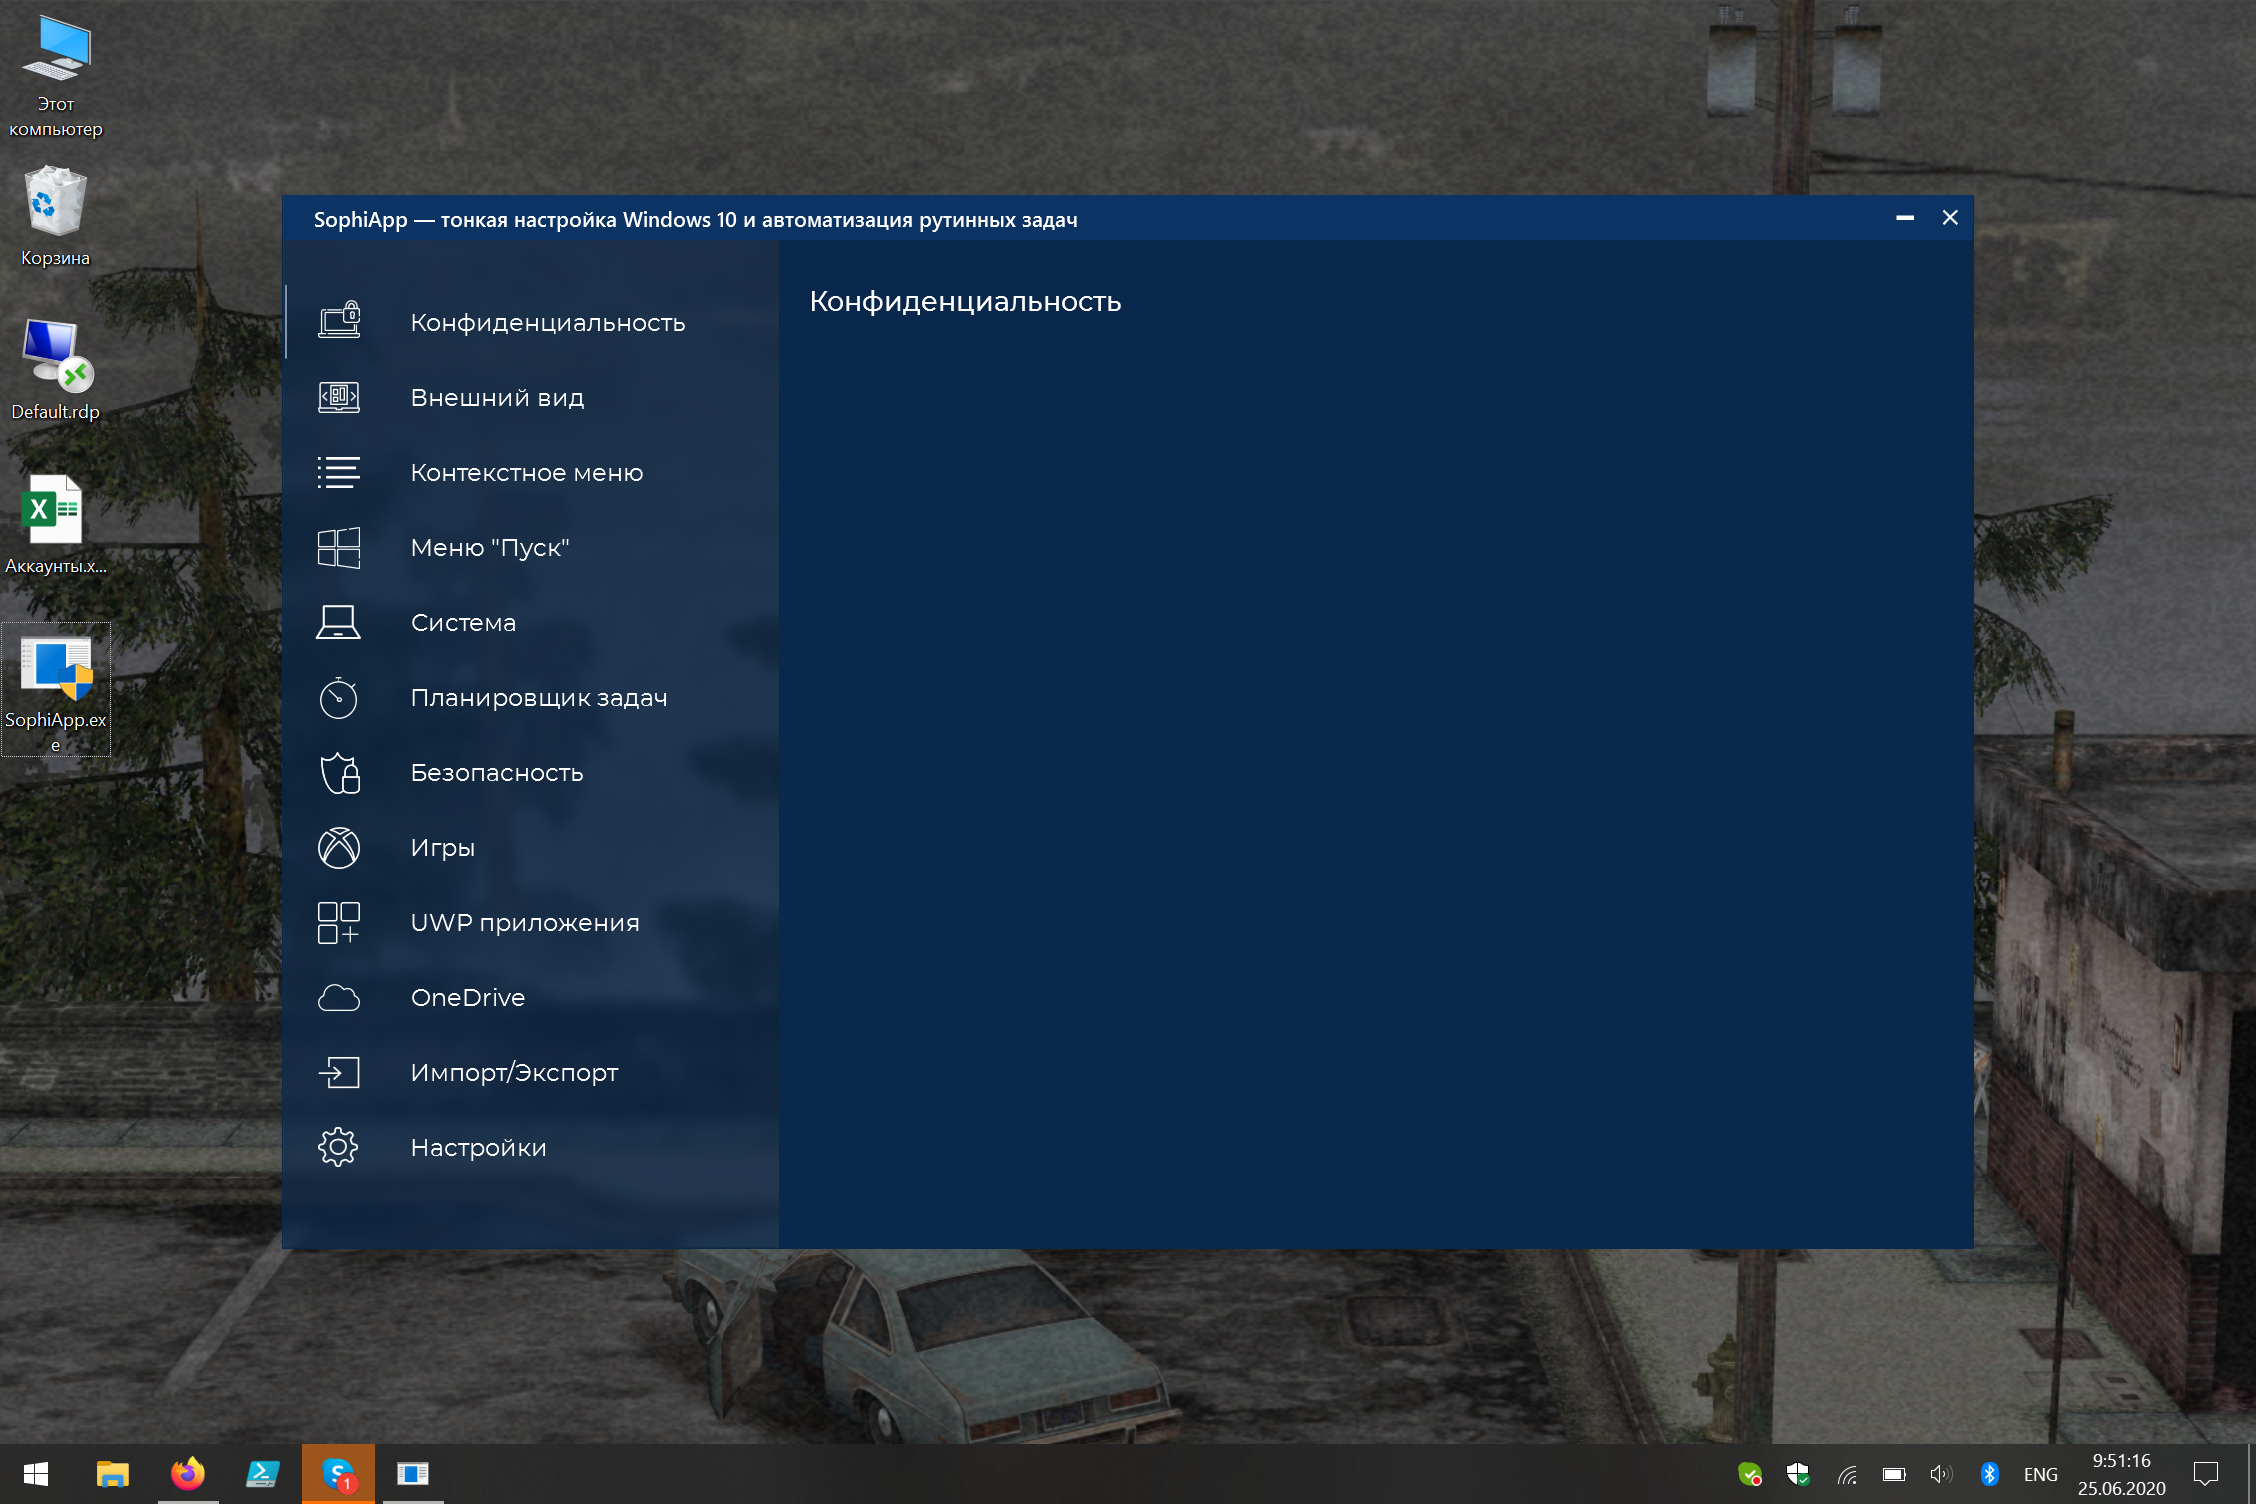 Этот
компьютер
Корзина
Default.rdp
Аккаунты.x...
SophiApp.ex
e
SophiApp — тонкая настройка Windows 10 и автоматизация рутинных задач
Конфиденциальность
Внешний вид
Контекстное меню
Меню "Пуск"
Система
Планировщик задач
Безопасность
Игры
UWP приложения
OneDrive
Импорт/Экспорт
Настройки
Конфиденциальность
1
ENG
9:51:16
25.06.2020